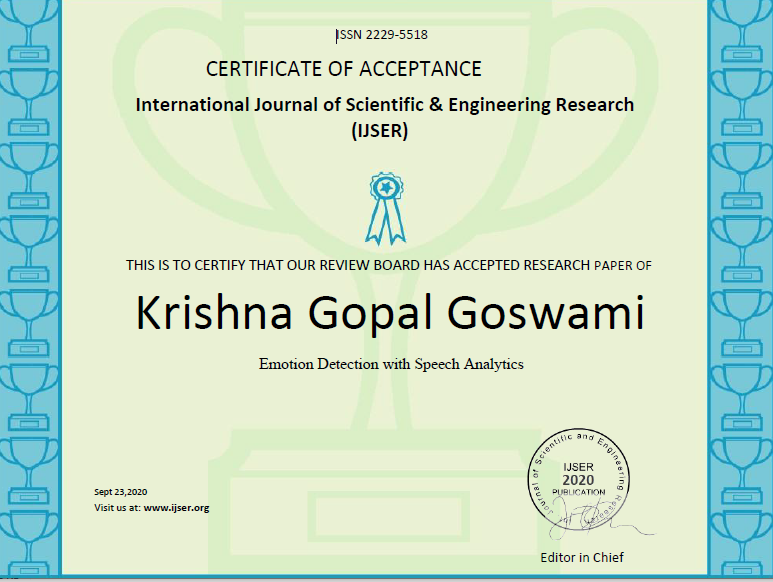 ISSN 2229-5518
CERTIFICATE OF ACCEPTANCE
International Journal of Scientific & Engineering Research
(IJSER)
THIS IS TO CERTIFY THAT OUR REVIEW BOARD HAS ACCEPTED RESEARCH PAPER OF
Krishna Gopal Goswami
Emotion Detection with Speech Analytics
Journal of Scientific and Engineering Research
IJSER
2020
PUBLICATION
Sept 23,2020
Visit us at: www.ijser.org
Editor in Chief